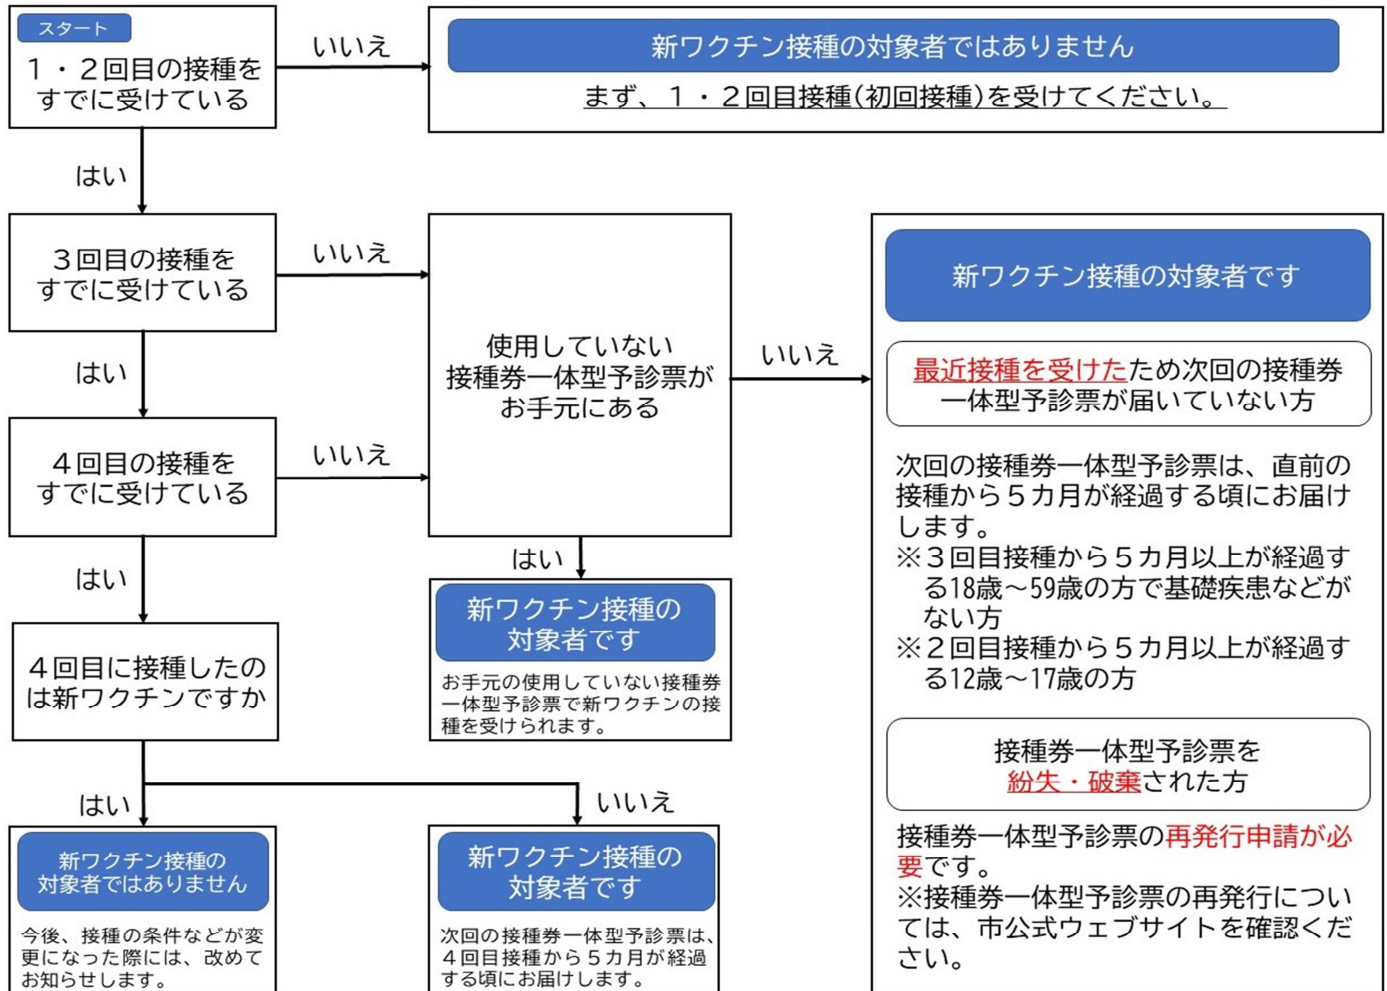 スタート
１・２回目の接種を
すでに受けている
いいえ
新ワクチン接種の対象者ではありません
まず、１・２回目接種(初回接種)を受けてください。
はい
３回目の接種を
すでに受けている
いいえ
はい
４回目の接種を
すでに受けている
いいえ
使用していない
接種券一体型予診票が
お手元にある
いいえ
はい
新ワクチン接種の
対象者です
お手元の使用していない接種券
一体型予診票で新ワクチンの接
種を受けられます。
はい
４回目に接種したの
は新ワクチンですか
はい
新ワクチン接種の
対象者ではありません
今後、接種の条件などが変
更になった際には、改めて
お知らせします。
いいえ
新ワクチン接種の
対象者です
次回の接種券一体型予診票は、
４回目接種から５カ月が経過
する頃にお届けします。
新ワクチン接種の対象者です
最近接種を受けたため次回の接種券
一体型予診票が届いていない方
次回の接種券一体型予診票は、直前の
接種から５カ月が経過する頃にお届け
します。
※３回目接種から５カ月以上が経過す
る18歳～59歳の方で基礎疾患などが
ない方
※２回目接種から５カ月以上が経過す
る12歳～17歳の方
接種券一体型予診票を
紛失・破棄された方
接種券一体型予診票の再発行申請が必
要です。
※接種券一体型予診票の再発行につい
ては、市公式ウェブサイトを確認くだ
さい。